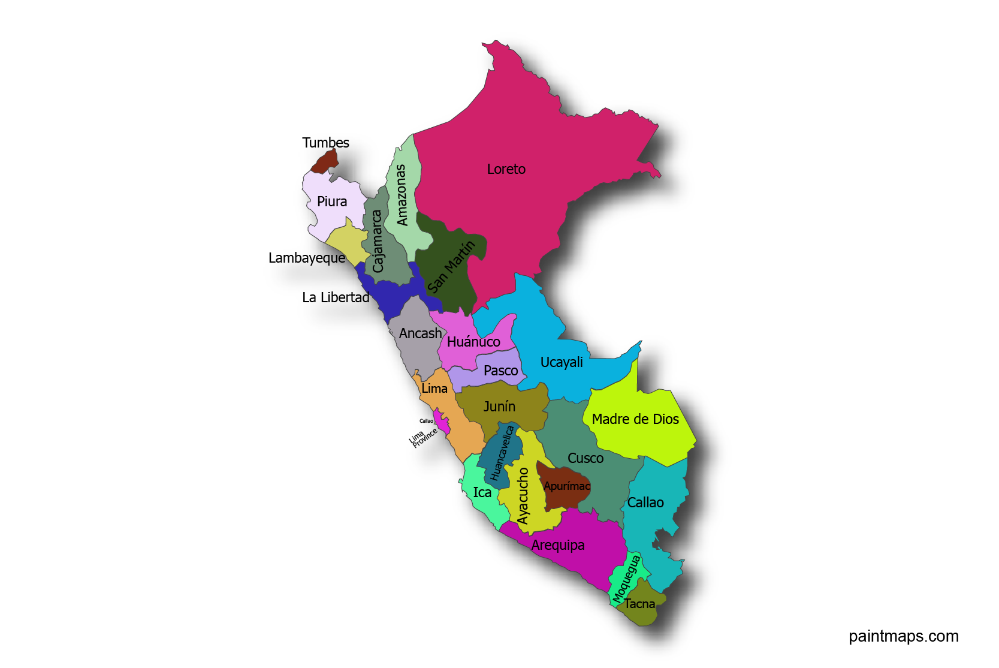 Tumbes
Loreto
Amazonas
Piura
Cajamarca
San Martín
Lambayeque
La Libertad
Ancash
Huánuco
Ucayali
Pasco
Lima
Junín
Madre de Dios
Callao
Lima
Province
Huancavelica
Cusco
Ica
Ayacucho
Apurímac
Callao
Arequipa
Moquegua
Tacna
paintmaps.com